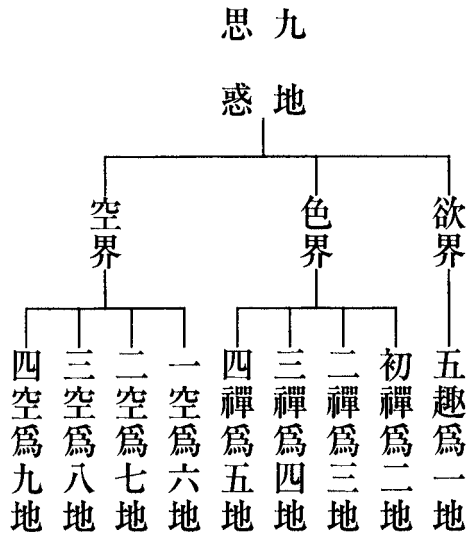 九地
思惑
欲界
色界
空界
五趣爲一地
初禪爲二地
二禪爲三地
三禪爲四地
四禪爲五地
一空爲六地
二空爲七地
三空爲八地
四空爲九地